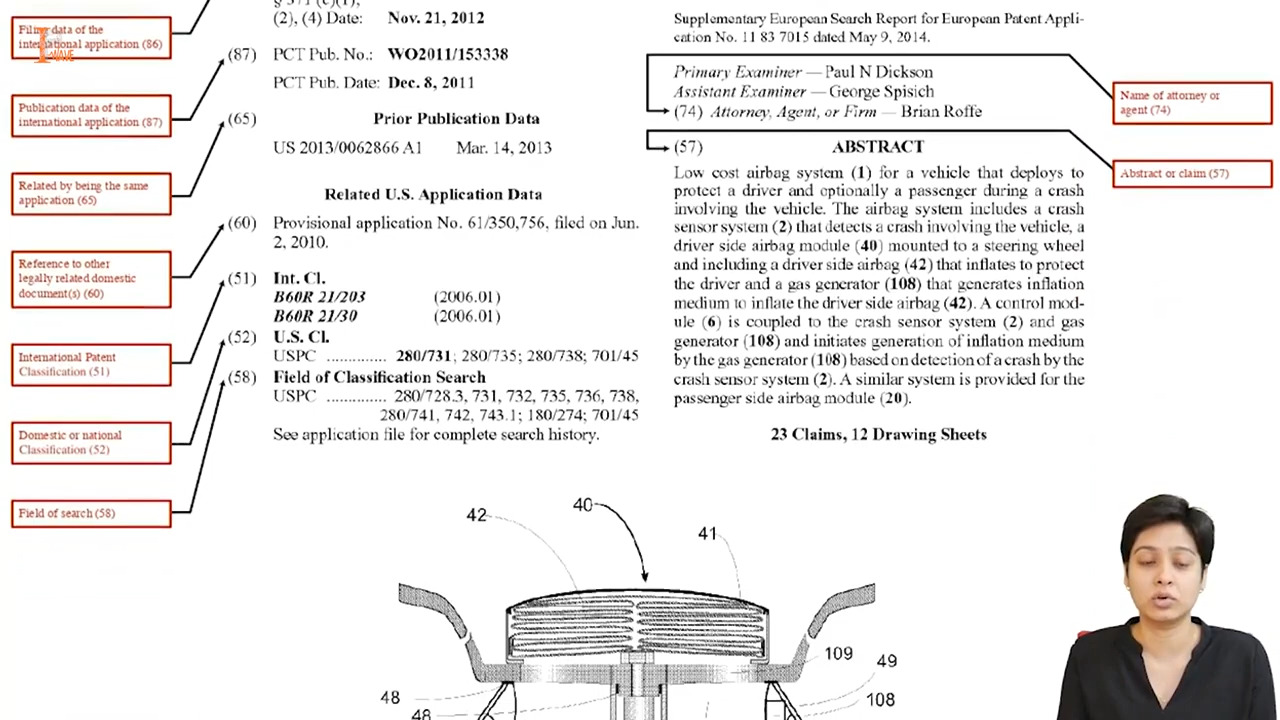 Filing data of the
international application (86)
WAVE
Publication data of the
international application (87)
Related by being the same
application (65)
Reference to other
legally related domestic
document(s) (60)
International Patent
Classification (51)
Domestic or national
Classification (52)
Field of search (58)
§ 371 (c)(1),
(2), (4) Date: Nov. 21, 2012
(87) PCT Pub. No.: WO2011/153338
PCT Pub. Date: Dec. 8, 2011
(65) Prior Publication Data
US 2013/0062866 A1 Mar. 14, 2013
Related U.S. Application Data
(60) Provisional application No. 61/350,756, filed on Jun.
2, 2010.
(51) Int. Cl.
B60R 21/203 (2006.01)
B60R 21/30 (2006.01)
(52) U.S. Cl.
USPC ............. 280/731; 280/735; 280/738; 701/45
(58) Field of Classification Search
USPC ............. 280/728.3, 731, 732, 735, 736, 738,
280/741, 742, 743.1; 180/274; 701/45
See application file for complete search history.
Supplementary European Search Report for European Patent Appli-
cation No. 11 83 7015 dated May 9, 2014.
Primary Examiner — Paul N Dickson
Assistant Examiner — George Spisich
(74) Attorney, Agent, or Firm — Brian Roffe
(57) ABSTRACT
Low cost airbag system (1) for a vehicle that deploys to
protect a driver and optionally a passenger during a crash
involving the vehicle. The airbag system includes a crash
sensor system (2) that detects a crash involving the vehicle, a
driver side airbag module (40) mounted to a steering wheel
and including a driver side airbag (42) that inflates to protect
the driver and a gas generator (108) that generates inflation
medium to inflate the driver side airbag (42). A control mod-
ule (6) is coupled to the crash sensor system (2) and gas
generator (108) and initiates generation of inflation medium
by the gas generator (108) based on detection of a crash by the
crash sensor system (2). A similar system is provided for the
passenger side airbag module (20).
23 Claims, 12 Drawing Sheets
Name of attorney or
agent (74)
Abstract or claim (57)
42
40
41
109
49
48
108
48